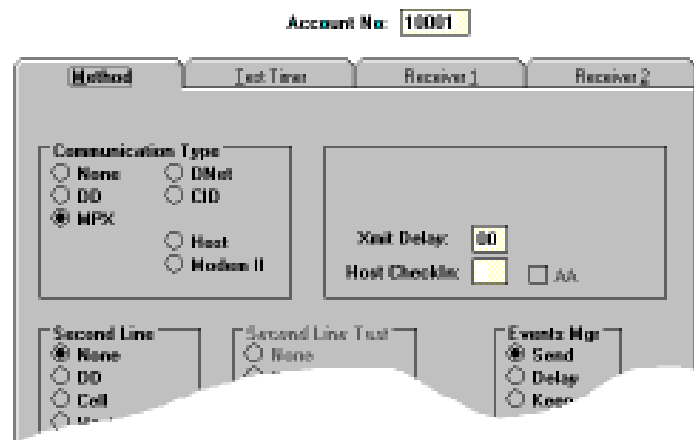 Account No: 10001
Method Test Timer Receiver 1 Receiver 2
Communication Type
None DNet
DD CID
MPX
Host
Modem II
Xmit Delay: 00
Host CheckIn: AA
Second Line Second Line Test Events Mgr
None None Send
DD Delay
Cell Keep